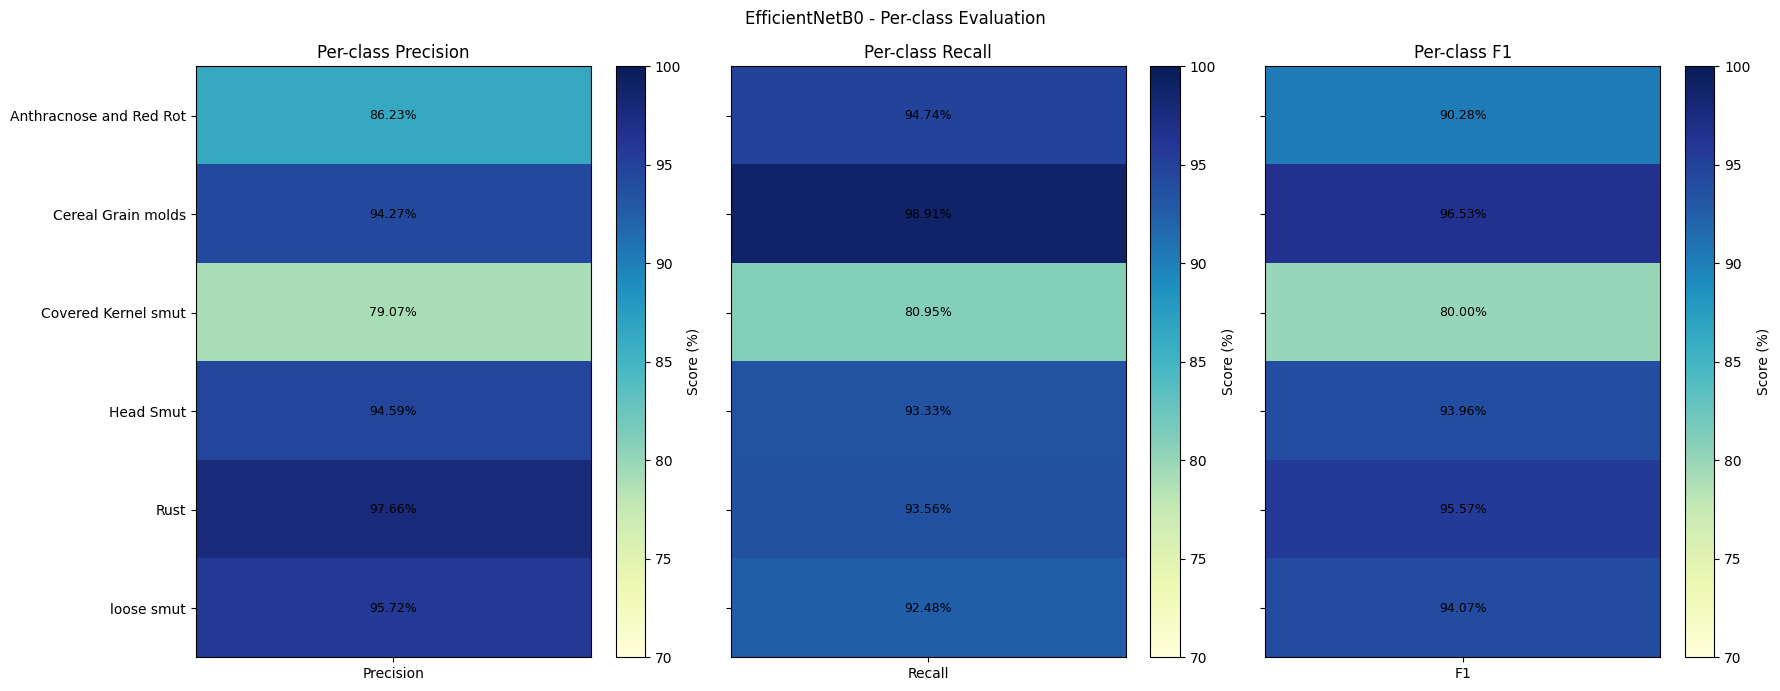 EfficientNetB0 - Per-class Evaluation
Per-class Precision
Anthracnose and Red Rot
Cereal Grain molds
Covered Kernel smut
Head Smut
Rust
loose smut
86.23%
94.27%
79.07%
94.59%
97.66%
95.72%
Precision
100
95
90
85
80
75
70
Score (%)
Per-class Recall
94.74%
98.91%
80.95%
93.33%
93.56%
92.48%
Recall
100
95
90
85
80
75
70
Score (%)
Per-class F1
90.28%
96.53%
80.00%
93.96%
95.57%
94.07%
F1
100
95
90
85
80
75
70
Score (%)